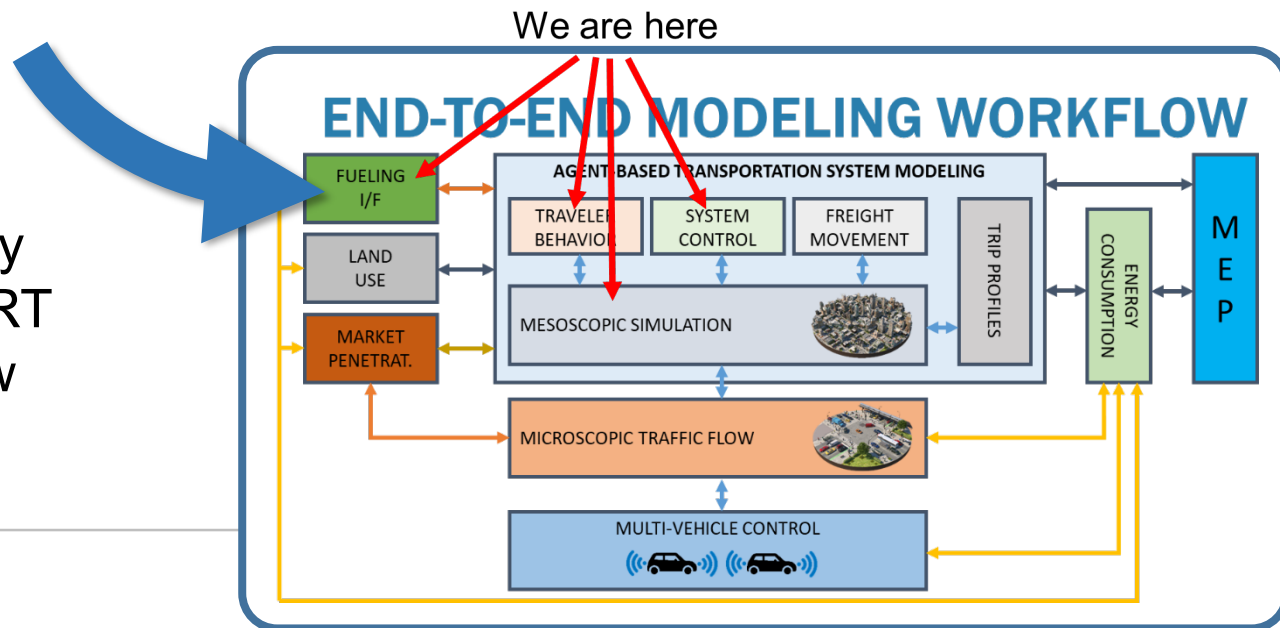 We are here
END-TO-END MODELING WORKFLOW
FUELING
I/F
LAND
USE
MARKET
PENETRAT.
AGENT-BASED TRANSPORTATION SYSTEM MODELING
TRAVELER
BEHAVIOR
SYSTEM
CONTROL
FREIGHT
MOVEMENT
MESOSCOPIC SIMULATION
TRIP PROFILES
ENERGY
CONSUMPTION
M
E
P
MICROSCOPIC TRAFFIC FLOW
MULTI-VEHICLE CONTROL
y
RT
w